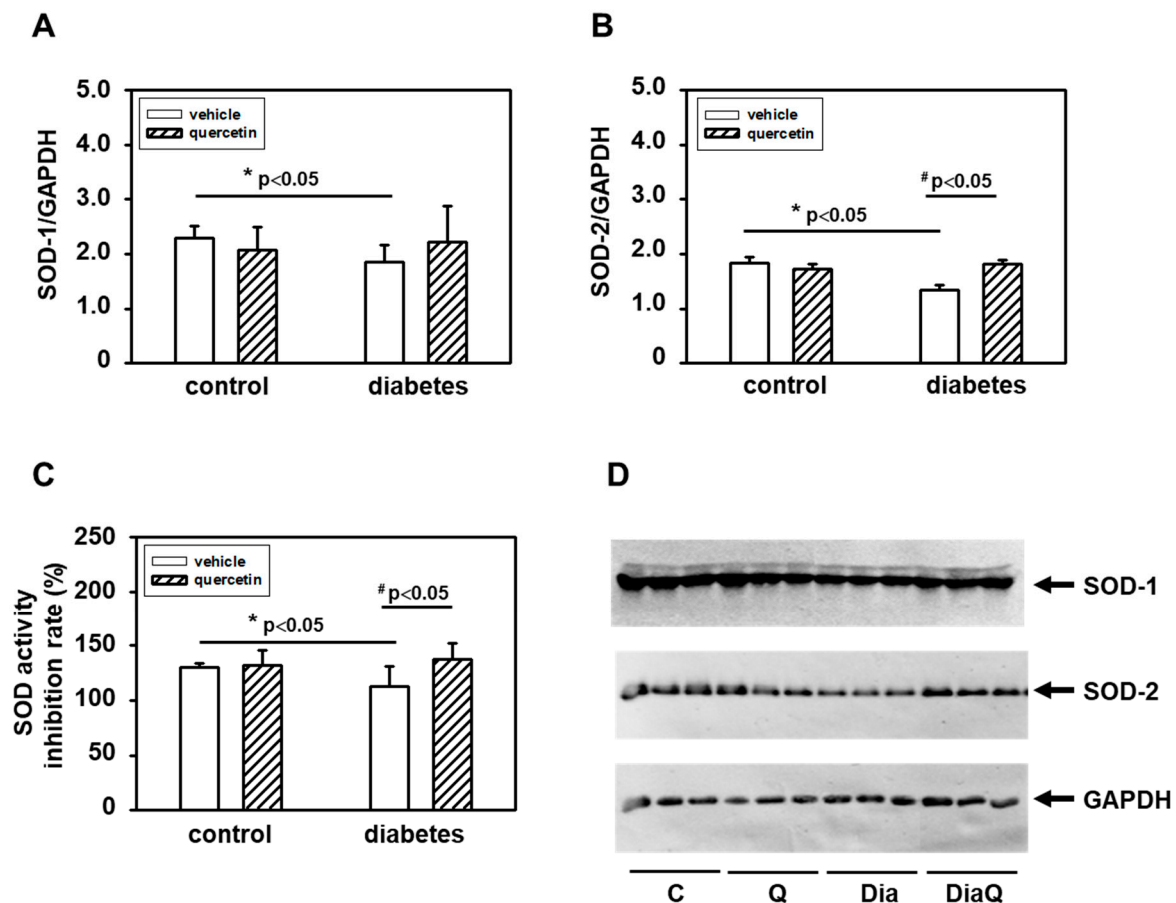 A
5.0
4.0
3.0
2.0
1.0
0
SOD-1/GAPDH
vehicle
quercetin
* p<0.05
control diabetes
B
5.0
4.0
3.0
2.0
1.0
0
SOD-2/GAPDH
vehicle
quercetin
# p<0.05
* p<0.05
control diabetes
C
250
200
150
100
50
0
SOD activity
inhibition rate (%)
vehicle
quercetin
# p<0.05
* p<0.05
control diabetes
D
SOD-1
SOD-2
GAPDH
C Q Dia DiaQ